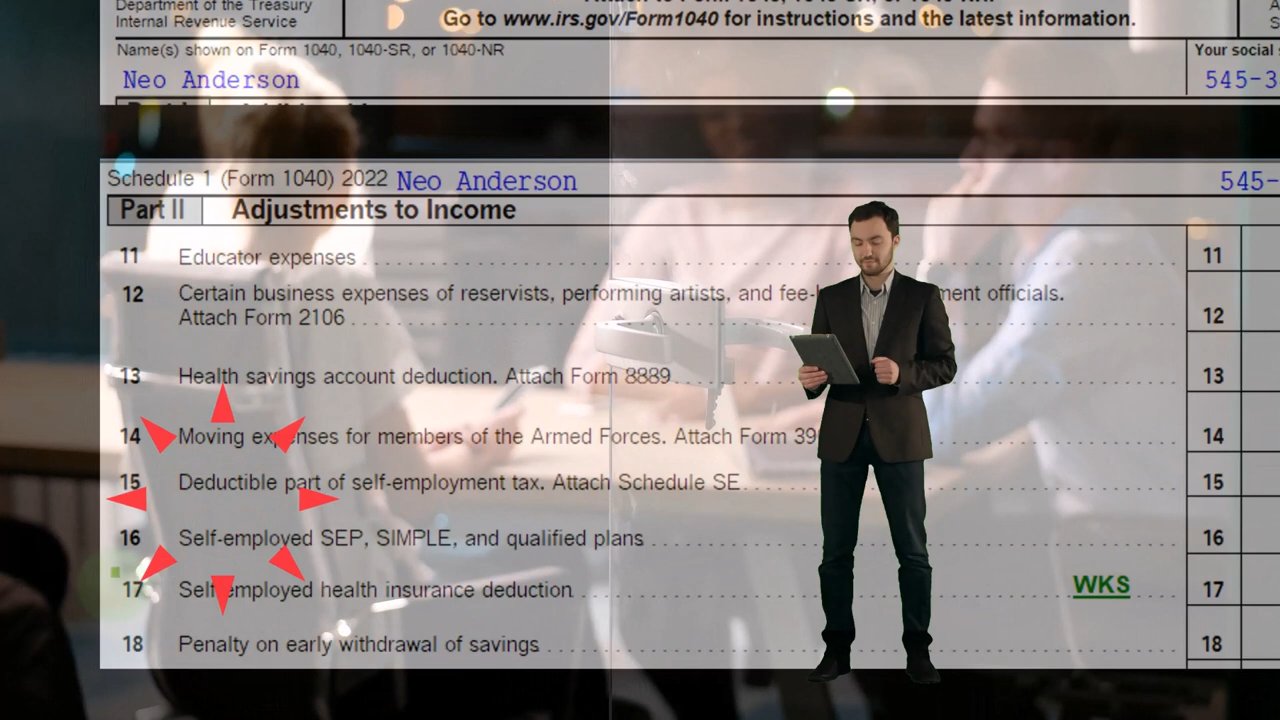 Department of the Treasury
Internal Revenue Service
Go to www.irs.gov/Form1040 for instructions and the latest information.
Name(s) shown on Form 1040, 1040-SR, or 1040-NR
Your social
Neo Anderson
545-3
Schedule 1 (Form 1040) 2022 Neo Anderson
545-
Part II Adjustments to Income
11 Educator expenses 11
12 Certain business expenses of reservists, performing artists, and officials.
Attach Form 2106 12
13 Health savings account deduction. Attach Form 8889 13
14 Moving expenses for members of the Armed Forces. Attach Form 39 14
15 Deductible part of self-employment tax. Attach Schedule SE 15
16 Self-employed SEP, SIMPLE, and qualified plans 16
17 Self-employed health insurance deduction WKS 17
18 Penalty on early withdrawal of savings 18